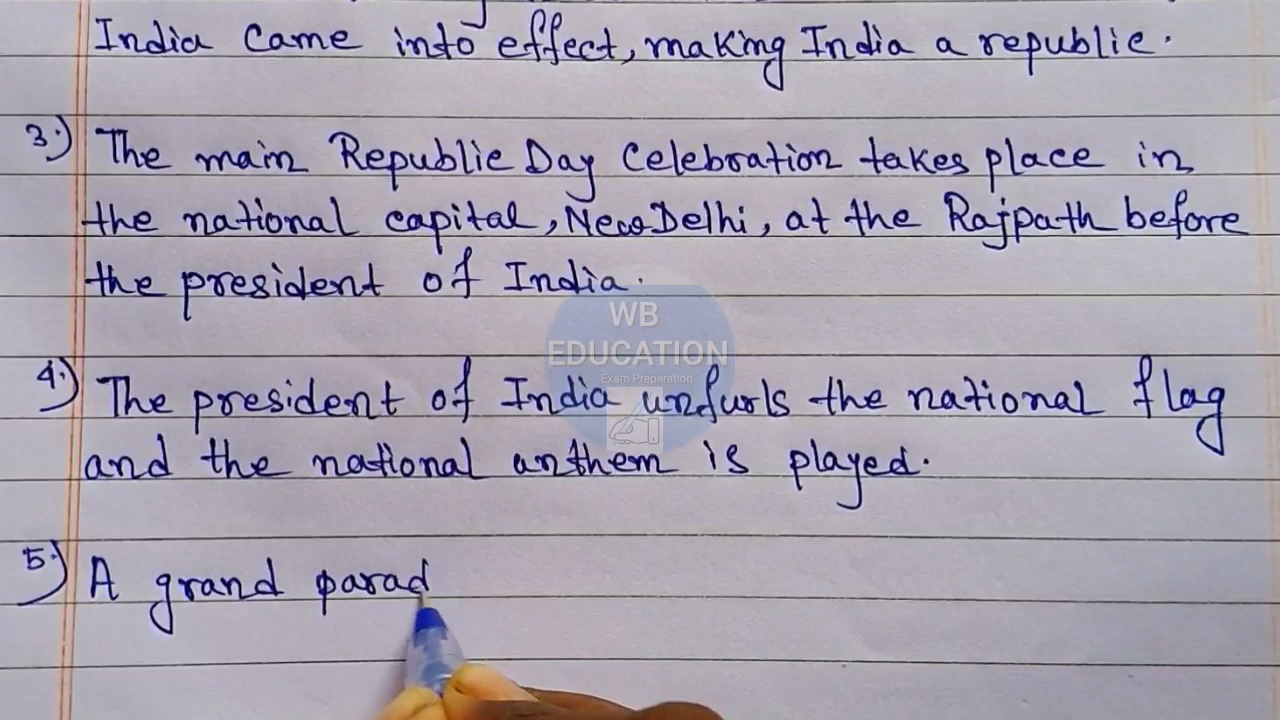 India came into effect, making India a republic.
3.) The main Republic Day Celebration takes place in
the national capital, New Delhi, at the Rajpath before
the president of India.
WB
EDUCATION
Exam Preparation
4.) The president of India unfurls the national flag
and the national anthem is played.
5.) A grand parad